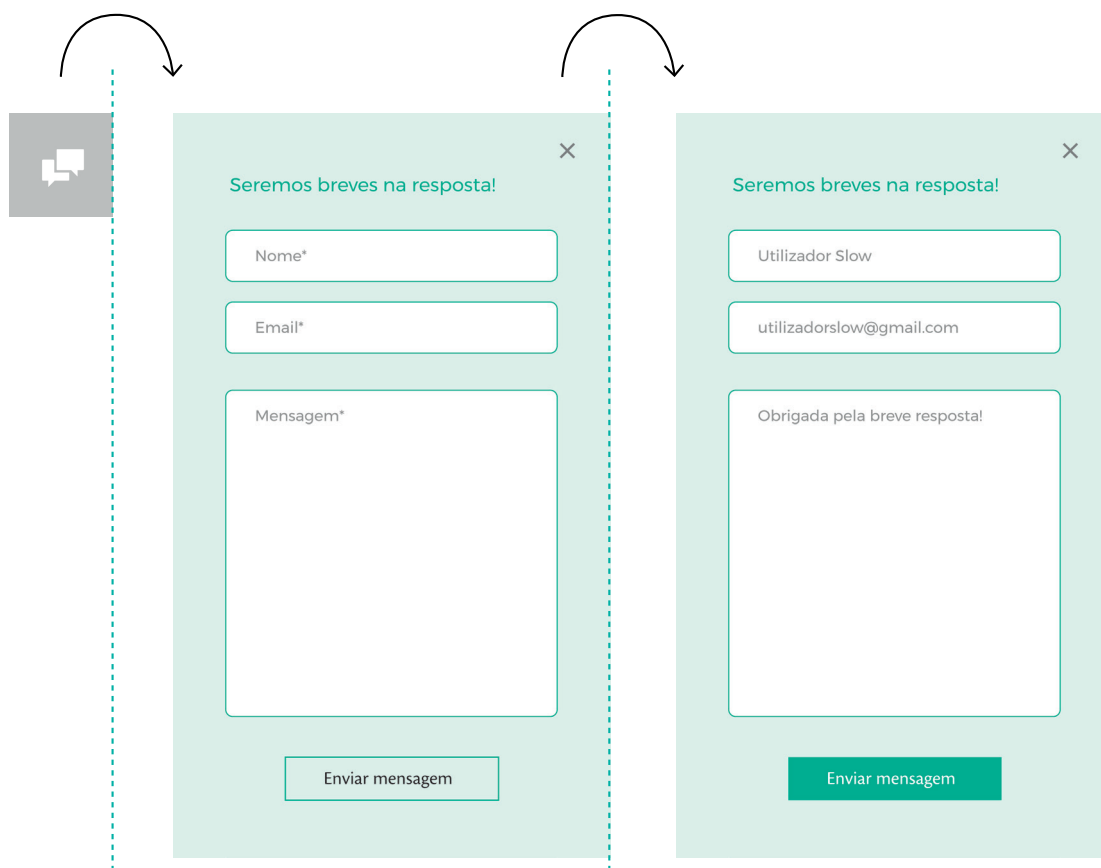 Seremos breves na resposta!
Nome*
Email*
Mensagem*
Enviar mensagem
Seremos breves na resposta!
Utilizador Slow
utilizadorslow@gmail.com
Obrigada pela breve resposta!
Enviar mensagem